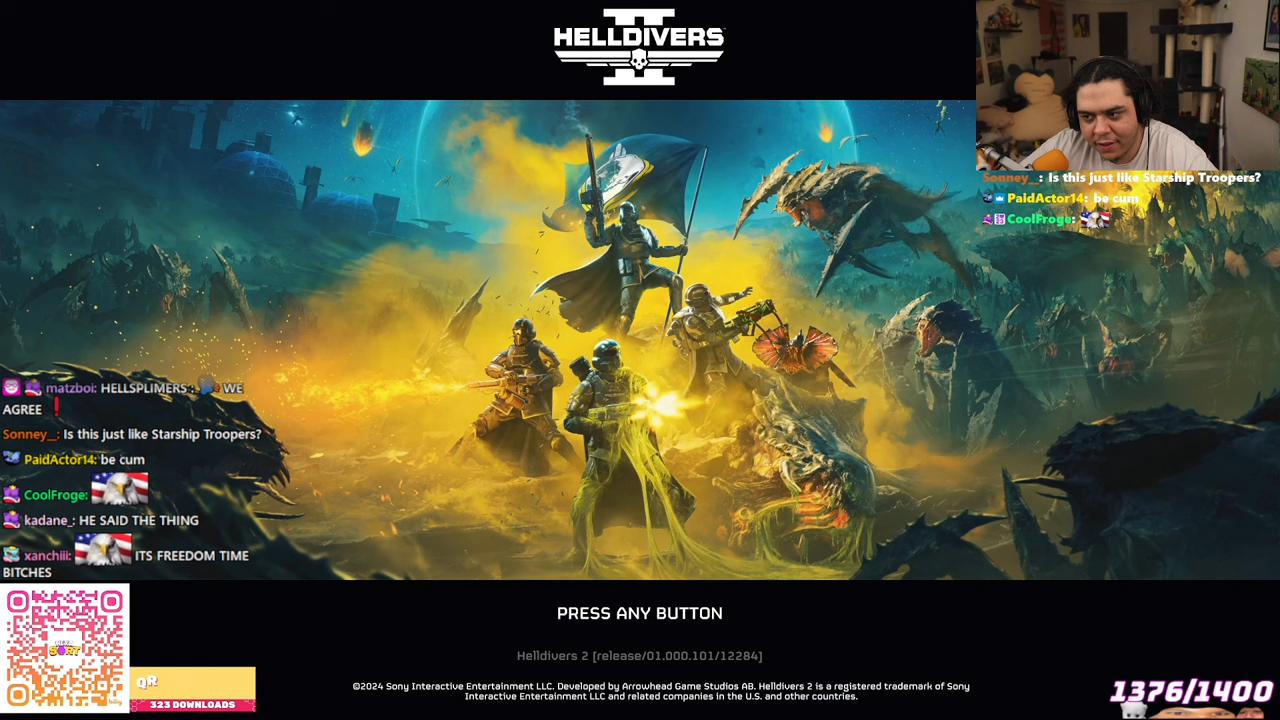 II
HELLDIVERS
Sonney__: Is this just like Starship Troopers?
PaidActor14: be cum
CoolFroge:
matzboi: HELLSPLIMERS : WE
AGREE
Sonney__: Is this just like Starship Troopers?
PaidActor14: be cum
CoolFroge:
kadane_: HE SAID THE THING
xanchiii: ITS FREEDOM TIME
BITCHES
PRESS ANY BUTTON
Helldivers 2 [release/01.000.101/12284]
©2024 Sony Interactive Entertainment LLC. Developed by Arrowhead Game Studios AB. Helldivers 2 is a registered trademark of Sony
Interactive Entertainment LLC and related companies in the U.S. and other countries.
SORT
QR
323 DOWNLOADS
1376/1400